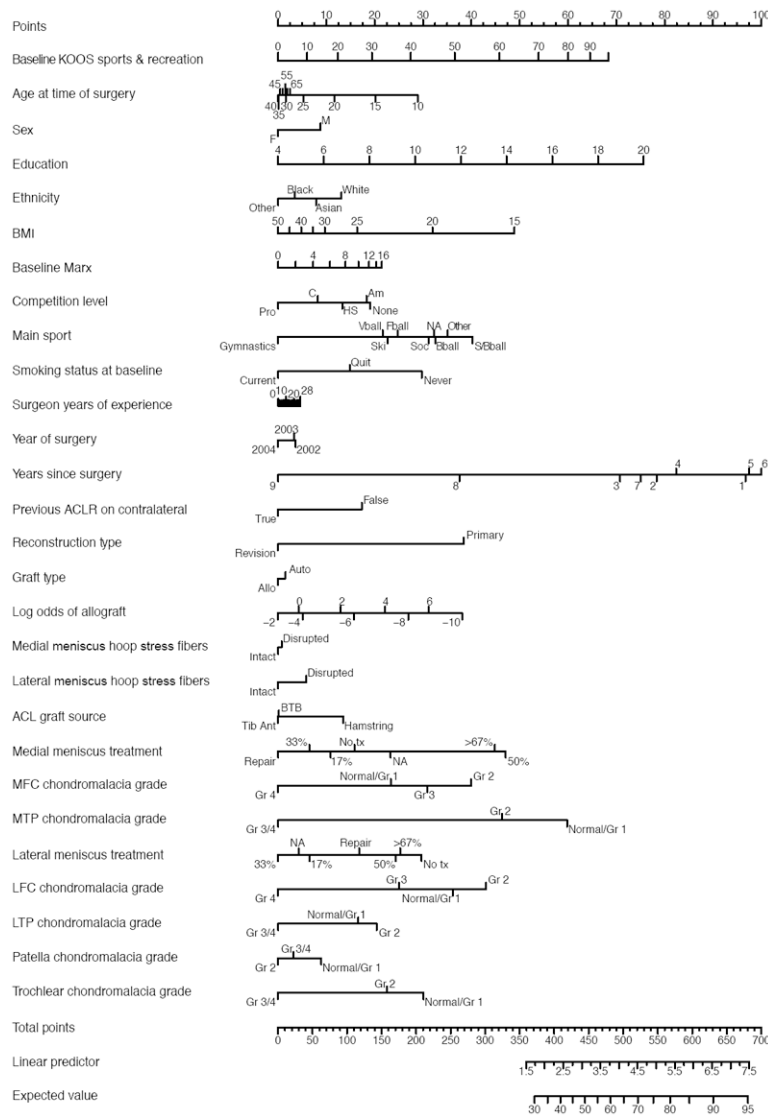 Points
0 10 20 30 40 50 60 70 80 90 100
Baseline KOOS sports & recreation
0 10 20 30 40 50 60 70 80 90
Age at time of surgery
55
45 65
40 30 25 20 15 10
35
Sex
M
F
Education
4 6 8 10 12 14 16 18 20
Ethnicity
Black White
Other Asian
BMI
50 40 30 25 20 15
Baseline Marx
0 4 8 12 16
Competition level
C Am
Pro HS None
Main sport
Vball Fball NA Other
Gymnastics Ski Soc Bball S/Bball
Smoking status at baseline
Quit
Current Never
Surgeon years of experience
0 10 20 28
Year of surgery
2003
2004 2002
Years since surgery
4 5 6
9 8 3 7 2 1
Previous ACLR on contralateral
False
True
Reconstruction type
Primary
Revision
Graft type
Auto
Allo
Log odds of allograft
0 2 4 6
−2 −4 −6 −8 −10
Medial meniscus hoop stress fibers
Disrupted
Intact
Lateral meniscus hoop stress fibers
Disrupted
Intact
ACL graft source
BTB
Tib Ant Hamstring
Medial meniscus treatment
33% No tx >67%
Repair 17% NA 50%
MFC chondromalacia grade
Normal/Gr 1 Gr 2
Gr 4 Gr 3
MTP chondromalacia grade
Gr 2
Gr 3/4 Normal/Gr 1
Lateral meniscus treatment
NA Repair >67%
33% 17% 50% No tx
LFC chondromalacia grade
Gr 3 Gr 2
Gr 4 Normal/Gr 1
LTP chondromalacia grade
Normal/Gr 1
Gr 3/4 Gr 2
Patella chondromalacia grade
Gr 3/4
Gr 2 Normal/Gr 1
Trochlear chondromalacia grade
Gr 2
Gr 3/4 Normal/Gr 1
Total points
0 50 100 150 200 250 300 350 400 450 500 550 600 650 700
Linear predictor
1.5 2.5 3.5 4.5 5.5 6.5 7.5
Expected value
30 40 50 60 70 80 90 95